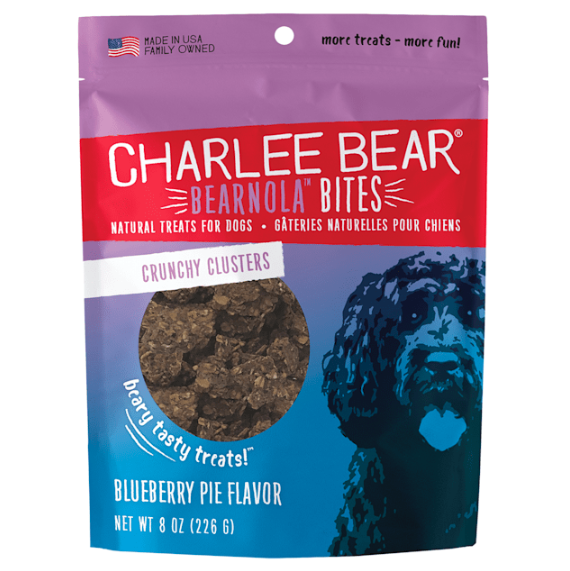 MADE IN USA
FAMILY OWNED
more treats - more fun!
CHARLEE BEAR®
BEARNOLA™ BITES
NATURAL TREATS FOR DOGS • GÂTERIES NATURELLES POUR CHIENS
CRUNCHY CLUSTERS
beary tasty treats!™
BLUEBERRY PIE FLAVOR
NET WT 8 OZ (226 G)